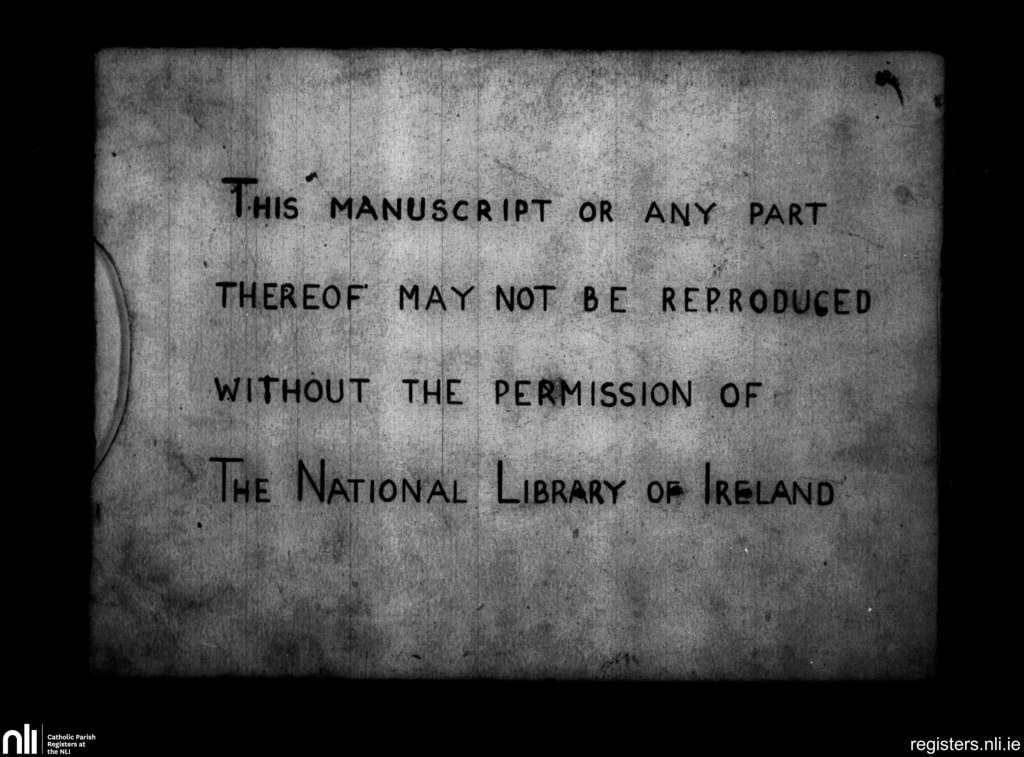 THIS MANUSCRIPT OR ANY PART
THEREOF MAY NOT BE REPRODUCED
WITHOUT THE PERMISSION OF
THE NATIONAL LIBRARY OF IRELAND
nli
Catholic Parish
Registers at
the NLI
registers.nli.ie